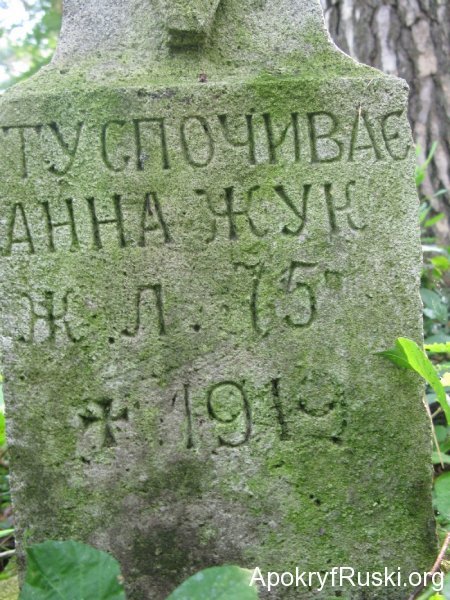 ТУ СПОЧИВАЄ
АННА ЖУК
Ж. Л. 75
✝ 1919
ApokryfRuski.org